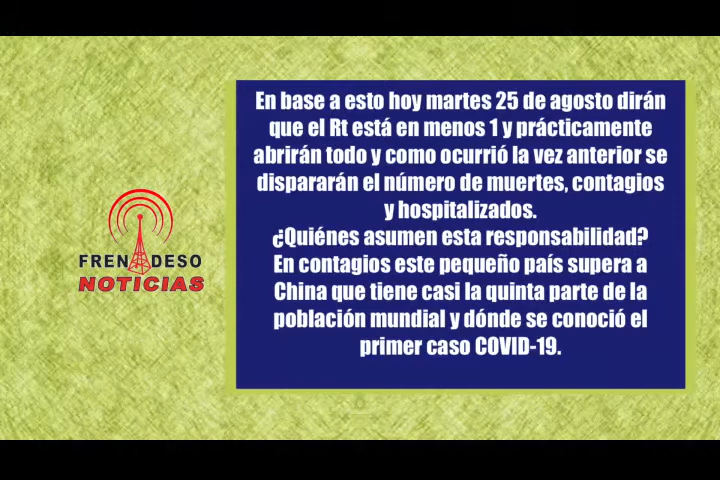 En base a esto hoy martes 25 de agosto dirán
que el Rt está en menos 1 y prácticamente
abrirán todo y como ocurrió la vez anterior se
dispararán el número de muertes, contagios
y hospitalizados.
¿Quiénes asumen esta responsabilidad?
En contagios este pequeño país supera a
China que tiene casi la quinta parte de la
población mundial y dónde se conoció el
primer caso COVID-19.
FRENADESO
NOTICIAS